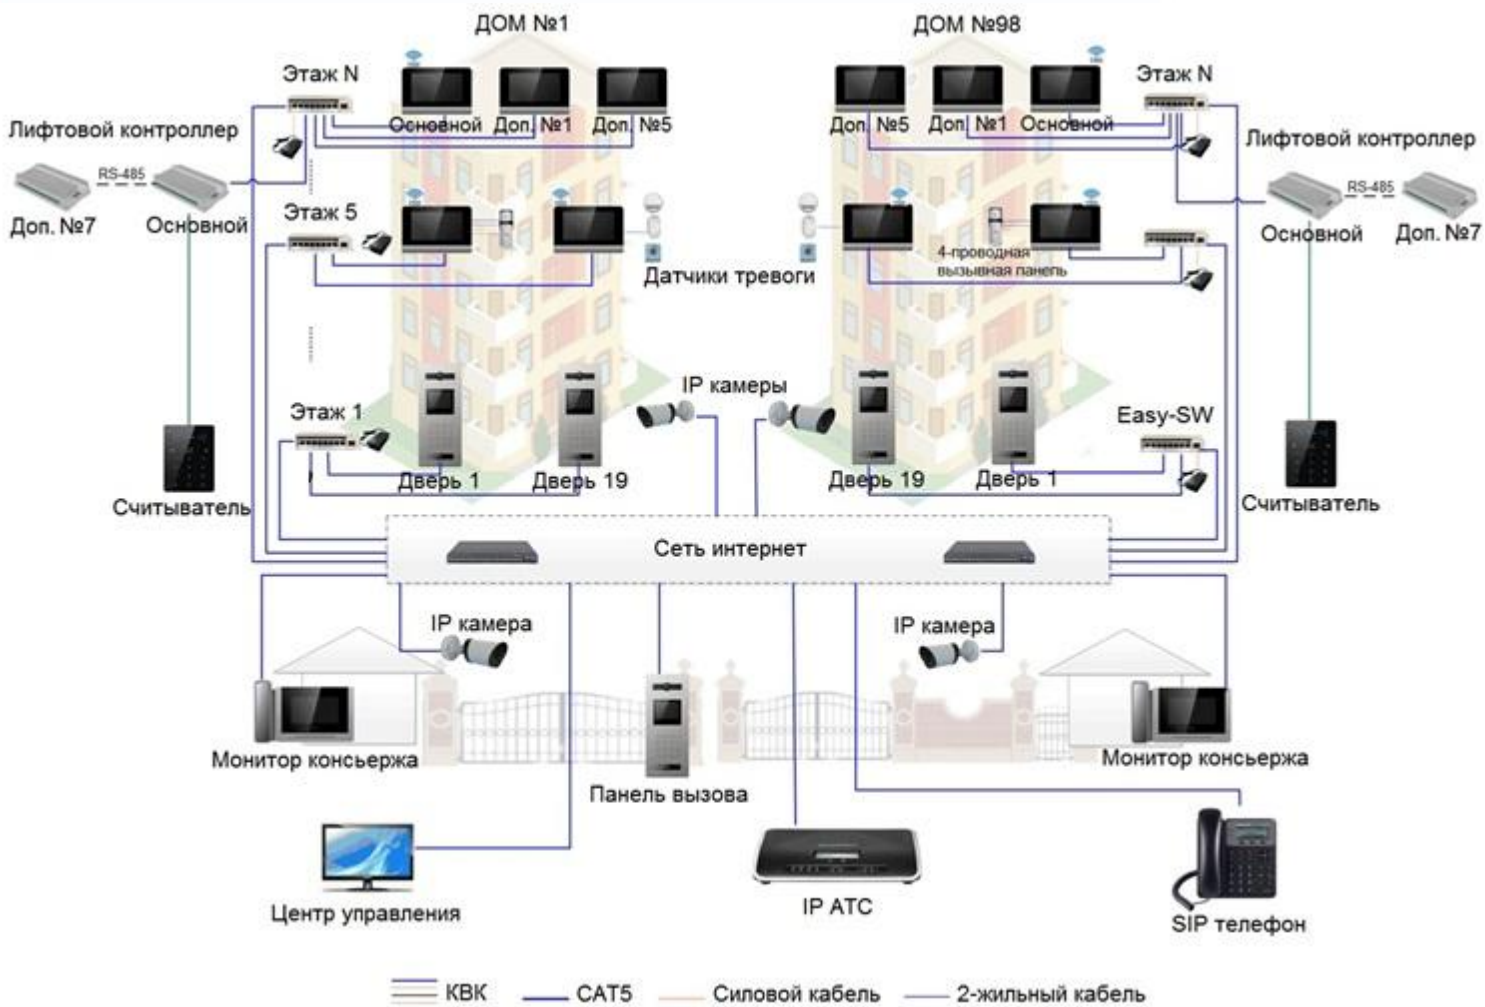 ДОМ №1
ДОМ №98
Этаж N
Этаж N
Основной
Доп. №1
Доп. №5
Доп. №5
Доп. №1
Основной
Лифтовой контроллер
Лифтовой контроллер
RS-485
RS-485
Доп. №7
Основной
Этаж 5
Основной
Доп. №7
4-проводная
вызывная панель
Датчики тревоги
IP камеры
Этаж 1
Easy-SW
Дверь 1
Дверь 19
Дверь 19
Дверь 1
Считыватель
Считыватель
Сеть интернет
IP камера
IP камера
Монитор консьержа
Монитор консьержа
Панель вызова
Центр управления
IP АТС
SIP телефон
КВК
CAT5
Силовой кабель
2-жильный кабель